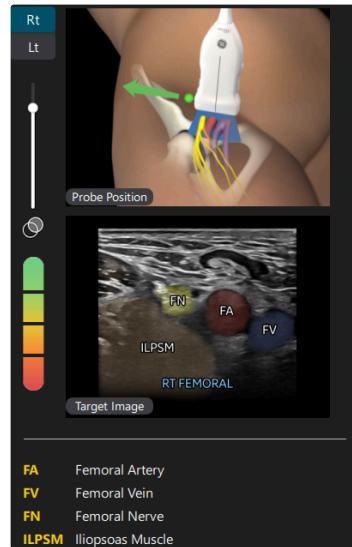 Rt
Lt
Probe Position
FN
FA
FV
ILPSM
RT FEMORAL
Target Image
FA Femoral Artery
FV Femoral Vein
FN Femoral Nerve
ILPSM Iliopsoas Muscle